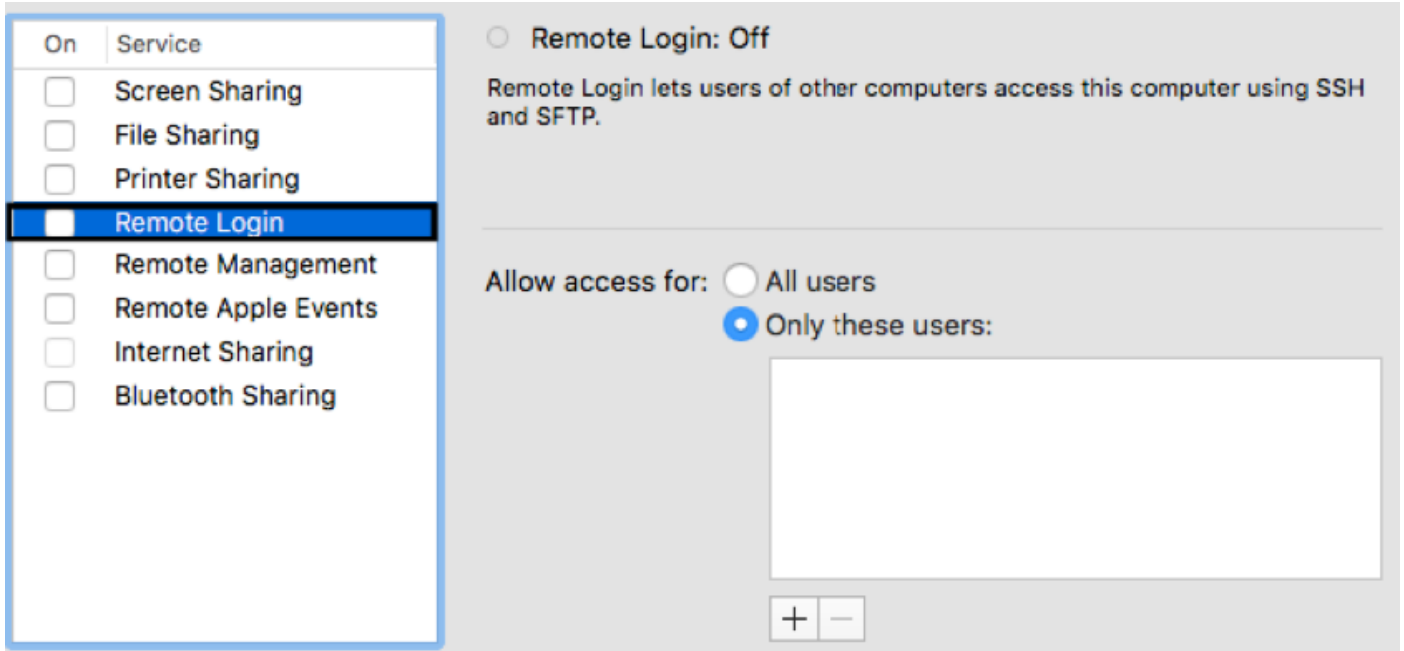 On Service
Screen Sharing
File Sharing
Printer Sharing
Remote Login
Remote Management
Remote Apple Events
Internet Sharing
Bluetooth Sharing
Remote Login: Off
Remote Login lets users of other computers access this computer using SSH
and SFTP.
Allow access for: All users
Only these users:
+ −